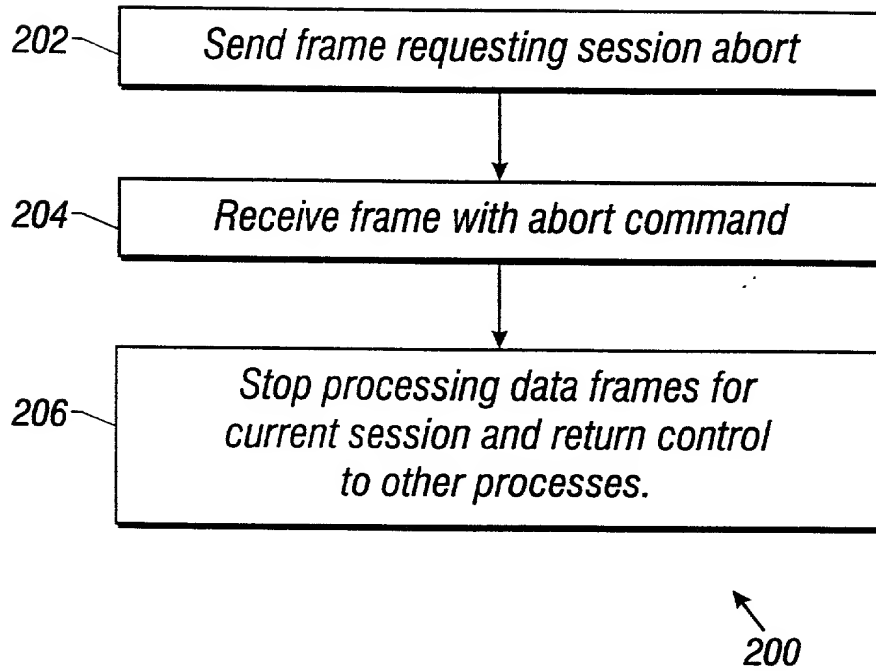 202
Send frame requesting session abort
204
Receive frame with abort command
206
Stop processing data frames for
current session and return control
to other processes.
200